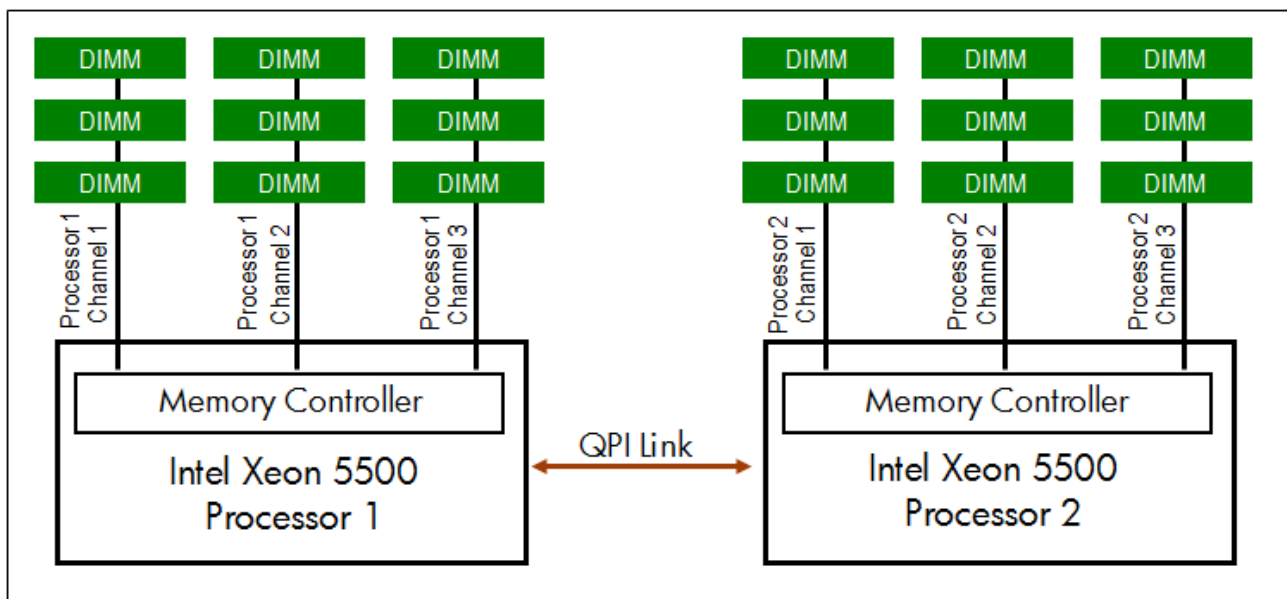 DIMM DIMM DIMM DIMM DIMM DIMM
DIMM DIMM DIMM DIMM DIMM DIMM
DIMM DIMM DIMM DIMM DIMM DIMM
Processor 1
Channel 1
Processor 1
Channel 2
Processor 1
Channel 3
Processor 2
Channel 1
Processor 2
Channel 2
Processor 2
Channel 3
Memory Controller
Intel Xeon 5500
Processor 1
QPI Link
Memory Controller
Intel Xeon 5500
Processor 2